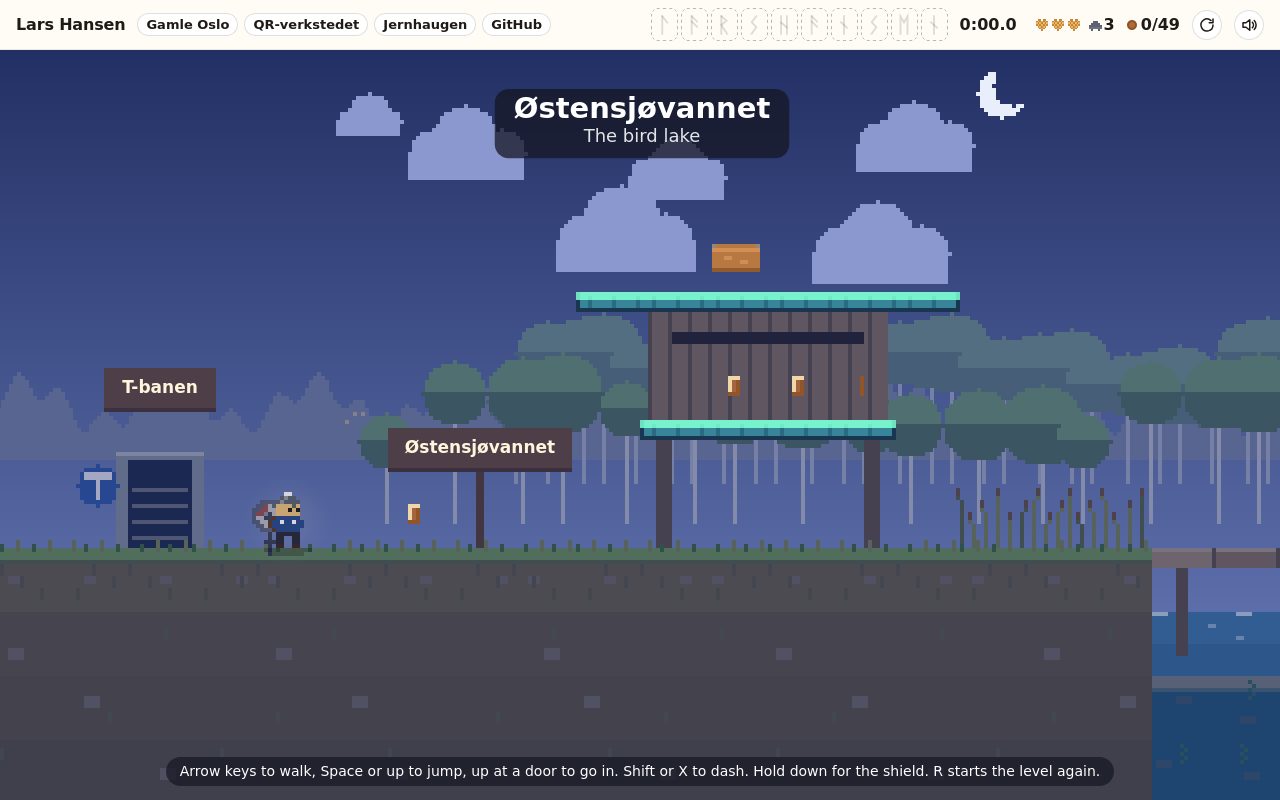 Lars Hansen
Gamle Oslo
QR-verkstedet
Jernhaugen
GitHub
ᛚ ᚨ ᚱ ᛊ ᚺ ᚨ ᚾ ᛊ ᛖ ᚾ
0:00.0
3
0/49
Østensjøvannet
The bird lake
T-banen
Østensjøvannet
T
Arrow keys to walk, Space or up to jump, up at a door to go in. Shift or X to dash. Hold down for the shield. R starts the level again.